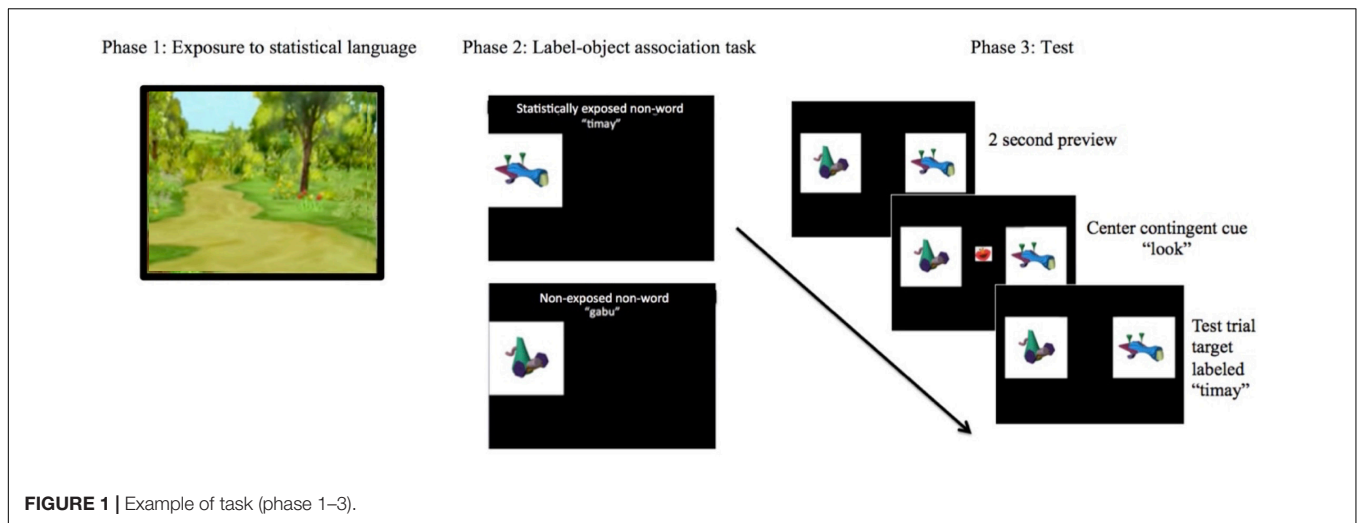 Phase 1: Exposure to statistical language
Phase 2: Label-object association task
Phase 3: Test
Statistically exposed non-word
“timay”
Non-exposed non-word
“gabu”
2 second preview
Center contingent cue
“look”
Test trial
target
labeled
“timay”
FIGURE 1 | Example of task (phase 1–3).